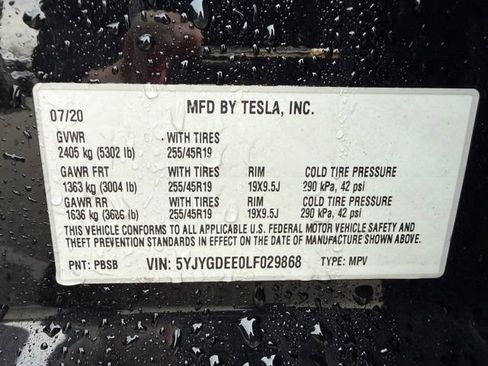 07/20 MFD BY TESLA, INC.
GVWR WITH TIRES
2405 kg (5302 lb) 255/45R19
GAWR FRT WITH TIRES RIM COLD TIRE PRESSURE
1363 kg (3004 lb) 255/45R19 19X9.5J 290 kPa, 42 psi
GAWR RR WITH TIRES RIM COLD TIRE PRESSURE
1636 kg (3606 lb) 255/45R19 19X9.5J 290 kPa, 42 psi
THIS VEHICLE CONFORMS TO ALL APPLICABLE U.S. FEDERAL MOTOR VEHICLE SAFETY AND
THEFT PREVENTION STANDARDS IN EFFECT ON THE DATE OF MANUFACTURE SHOWN ABOVE.
PNT: PBSB VIN: 5YJYGDEE0LF029868 TYPE: MPV